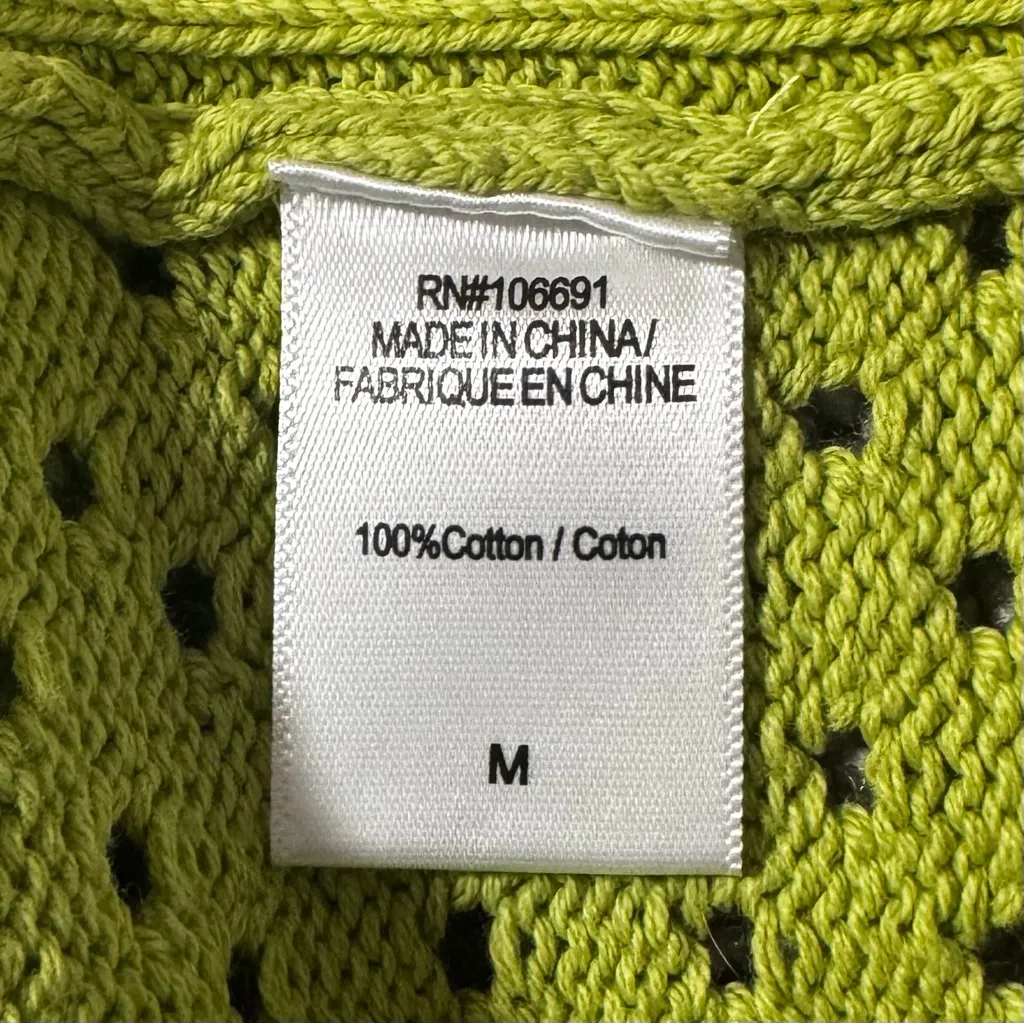 RN#106691
MADE IN CHINA/
FABRIQUE EN CHINE
100%Cotton / Coton
M